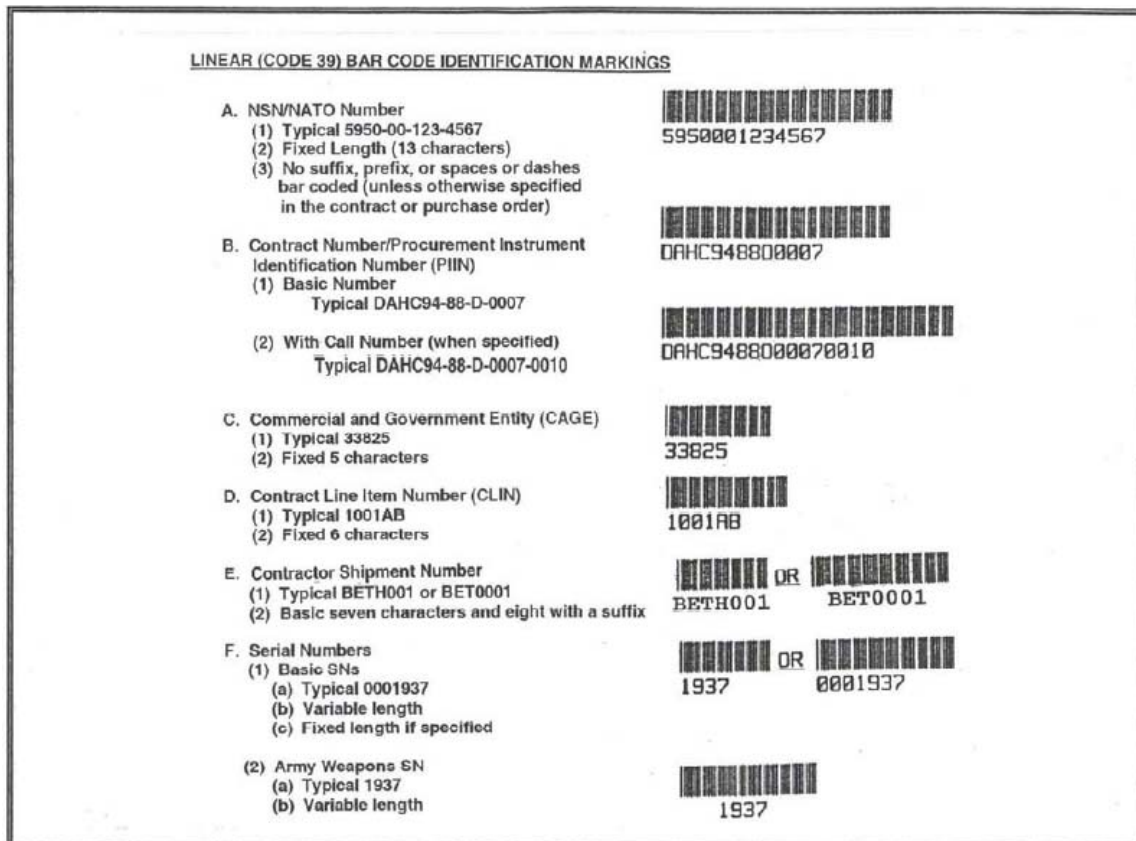 LINEAR (CODE 39) BAR CODE IDENTIFICATION MARKINGS
A. NSN/NATO Number
(1) Typical 5950-00-123-4567
(2) Fixed Length (13 characters)
(3) No suffix, prefix, or spaces or dashes
bar coded (unless otherwise specified
in the contract or purchase order)
5950001234567
B. Contract Number/Procurement Instrument
Identification Number (PIIN)
(1) Basic Number
Typical DAHC94-88-D-0007
DAHC9488D0007
(2) With Call Number (when specified)
Typical DAHC94-88-D-0007-0010
DAHC9488D00070010
C. Commercial and Government Entity (CAGE)
(1) Typical 33825
(2) Fixed 5 characters
33825
D. Contract Line Item Number (CLIN)
(1) Typical 1001AB
(2) Fixed 6 characters
1001AB
E. Contractor Shipment Number
(1) Typical BETH001 or BET0001
(2) Basic seven characters and eight with a suffix
OR
BETH001 BET0001
F. Serial Numbers
(1) Basic SNs
(a) Typical 0001937
(b) Variable length
(c) Fixed length if specified
OR
1937 0001937
(2) Army Weapons SN
(a) Typical 1937
(b) Variable length
1937